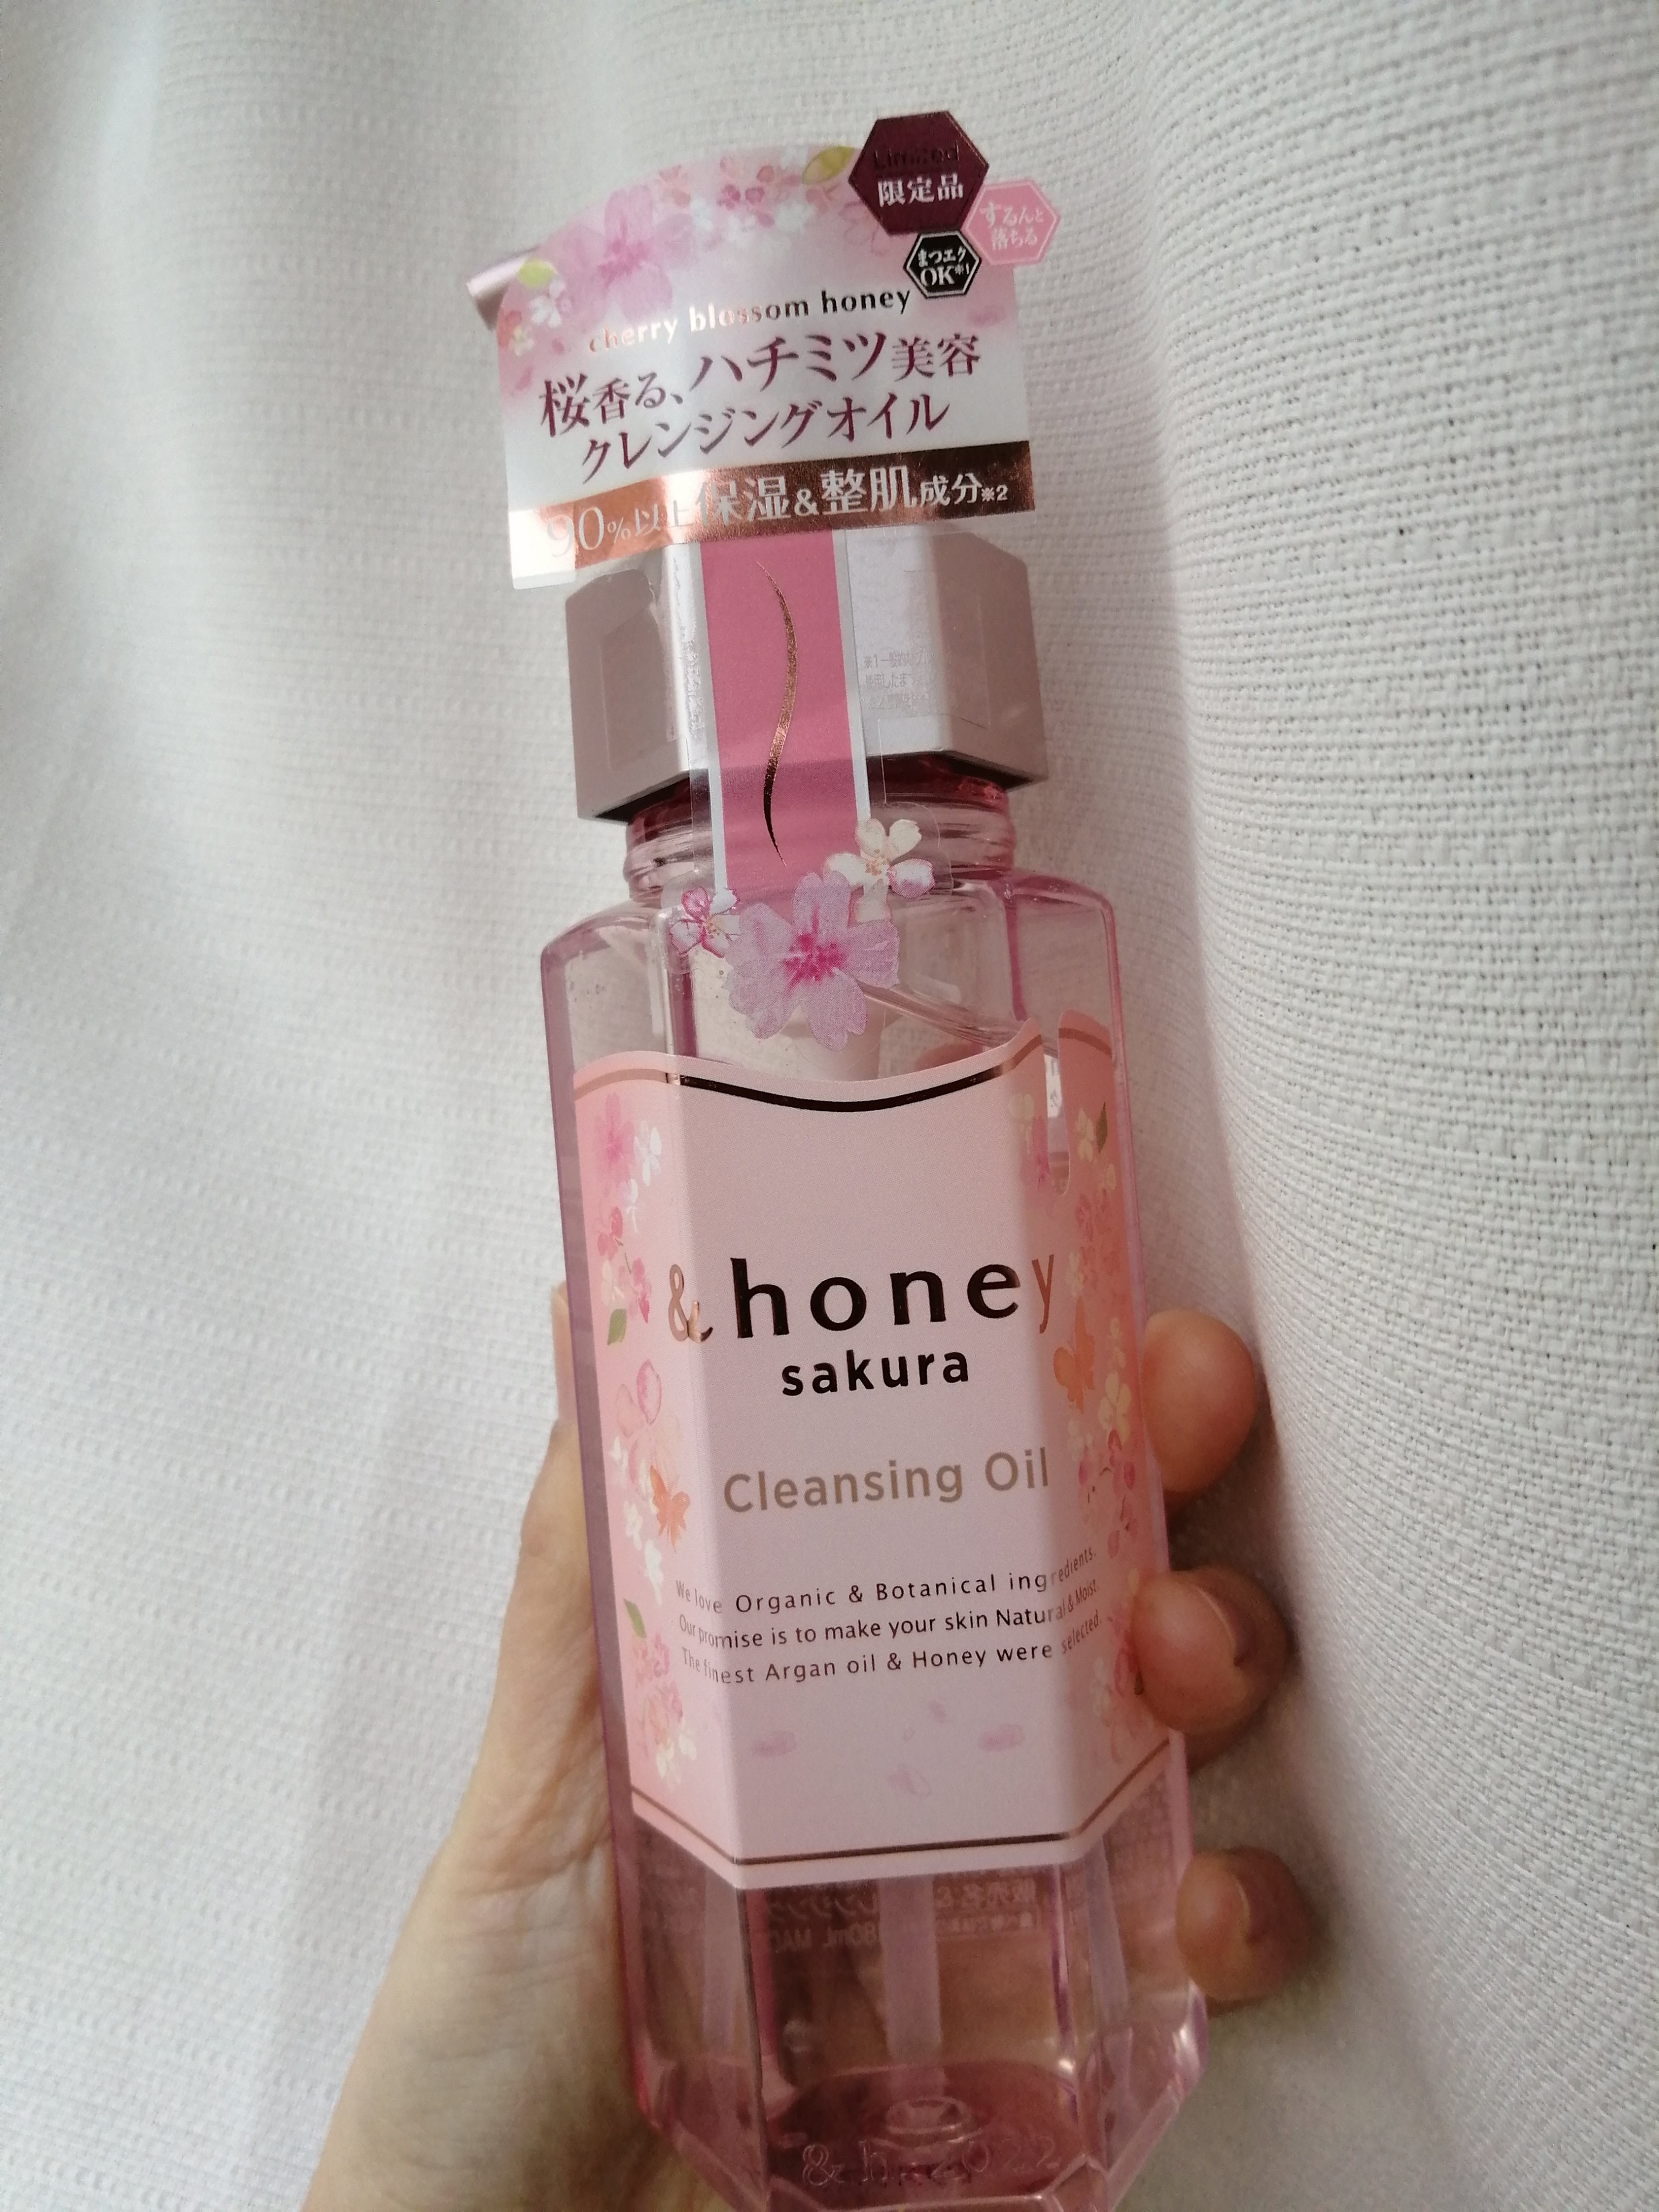 Limited
限定品
するんと
落ちる
まつエク
OK※1
cherry blossom honey
桜香る、ハチミツ美容
クレンジングオイル
90%以上保湿&整肌成分※2
& honey
sakura
Cleansing Oil
We love Organic & Botanical ingredients.
Our promise is to make your skin Natural & Moist.
The finest Argan oil & Honey were selected.